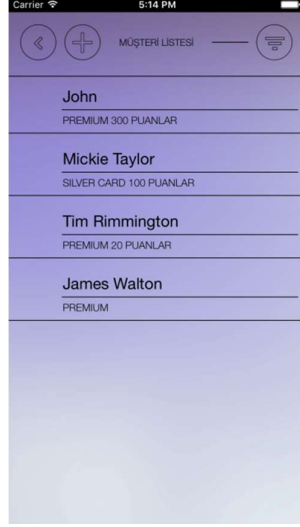 Carrier 5:14 PM
MÜŞTERİ LİSTESİ
John
PREMIUM 300 PUANLAR
Mickie Taylor
SILVER CARD 100 PUANLAR
Tim Rimmington
PREMIUM 20 PUANLAR
James Walton
PREMIUM